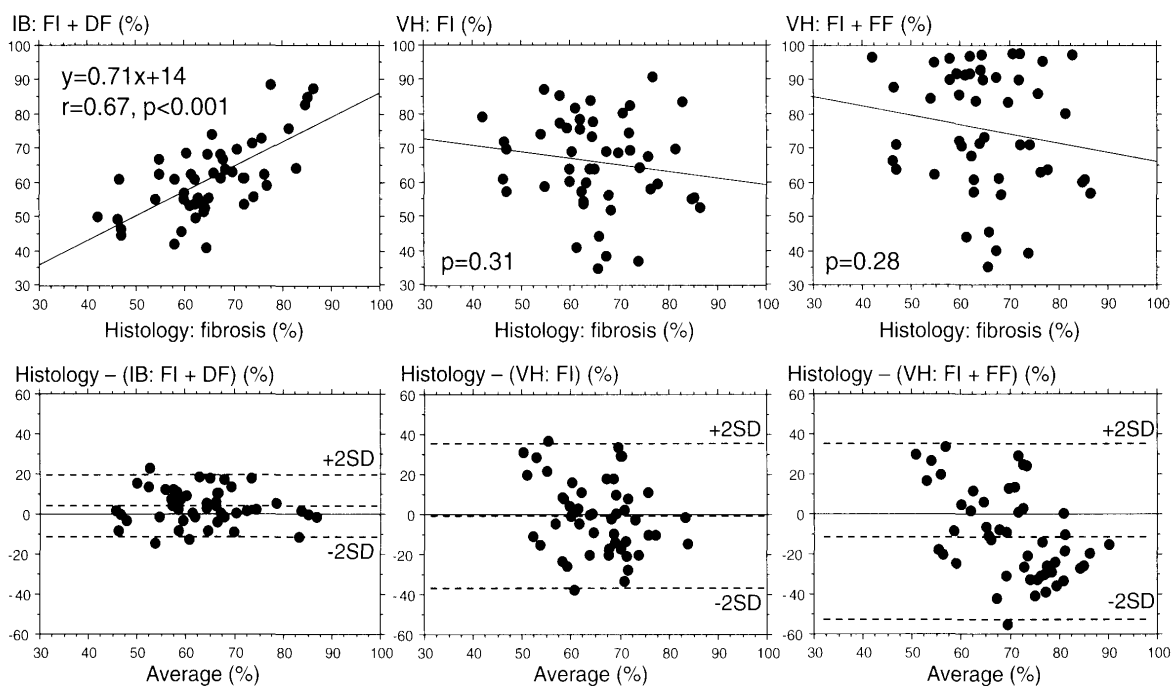 IB: FI + DF (%)
VH: FI (%)
VH: FI + FF (%)
100
90
80
70
60
50
40
30
y=0.71x+14
r=0.67, p<0.001
30 40 50 60 70 80 90 100
Histology: fibrosis (%)
100
90
80
70
60
50
40
30
p=0.31
30 40 50 60 70 80 90 100
Histology: fibrosis (%)
100
90
80
70
60
50
40
30
p=0.28
30 40 50 60 70 80 90 100
Histology: fibrosis (%)
Histology – (IB: FI + DF) (%)
60
40
20
0
-20
-40
-60
+2SD
-2SD
30 40 50 60 70 80 90 100
Average (%)
Histology – (VH: FI) (%)
60
40
20
0
-20
-40
-60
+2SD
-2SD
30 40 50 60 70 80 90 100
Average (%)
Histology – (VH: FI + FF) (%)
60
40
20
0
-20
-40
-60
+2SD
-2SD
30 40 50 60 70 80 90 100
Average (%)